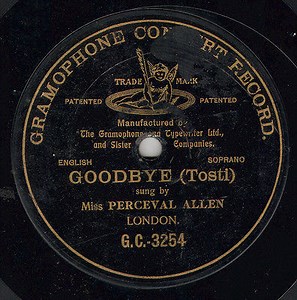 GRAMOPHONE CONCERT RECORD.
TRADE MARK
PATENTED PATENTED
Manufactured by
The Gramophone and Typewriter Ltd.,
and Sister Companies.
ENGLISH SOPRANO
GOODBYE (Tosti)
sung by
Miss PERCEVAL ALLEN
LONDON.
G.C.-3254